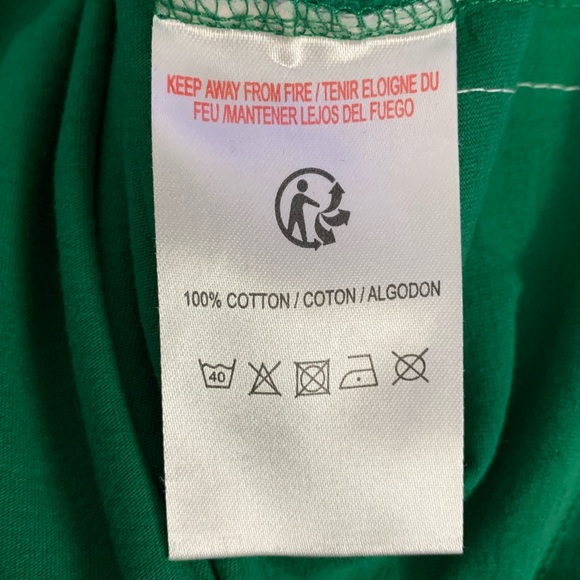 KEEP AWAY FROM FIRE / TENIR ELOIGNE DU
FEU /MANTENER LEJOS DEL FUEGO
100% COTTON / COTON / ALGODON
40